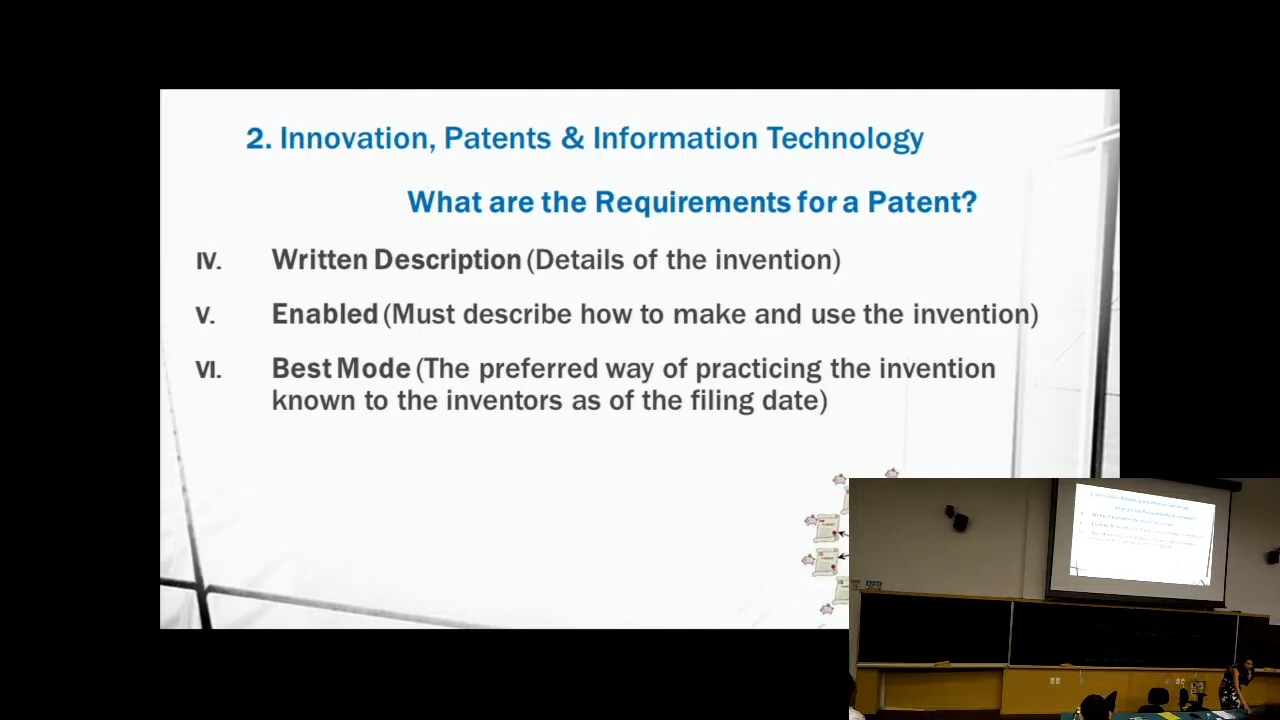 2. Innovation, Patents & Information Technology
What are the Requirements for a Patent?
IV. Written Description (Details of the invention)
V. Enabled (Must describe how to make and use the invention)
VI. Best Mode (The preferred way of practicing the invention
known to the inventors as of the filing date)